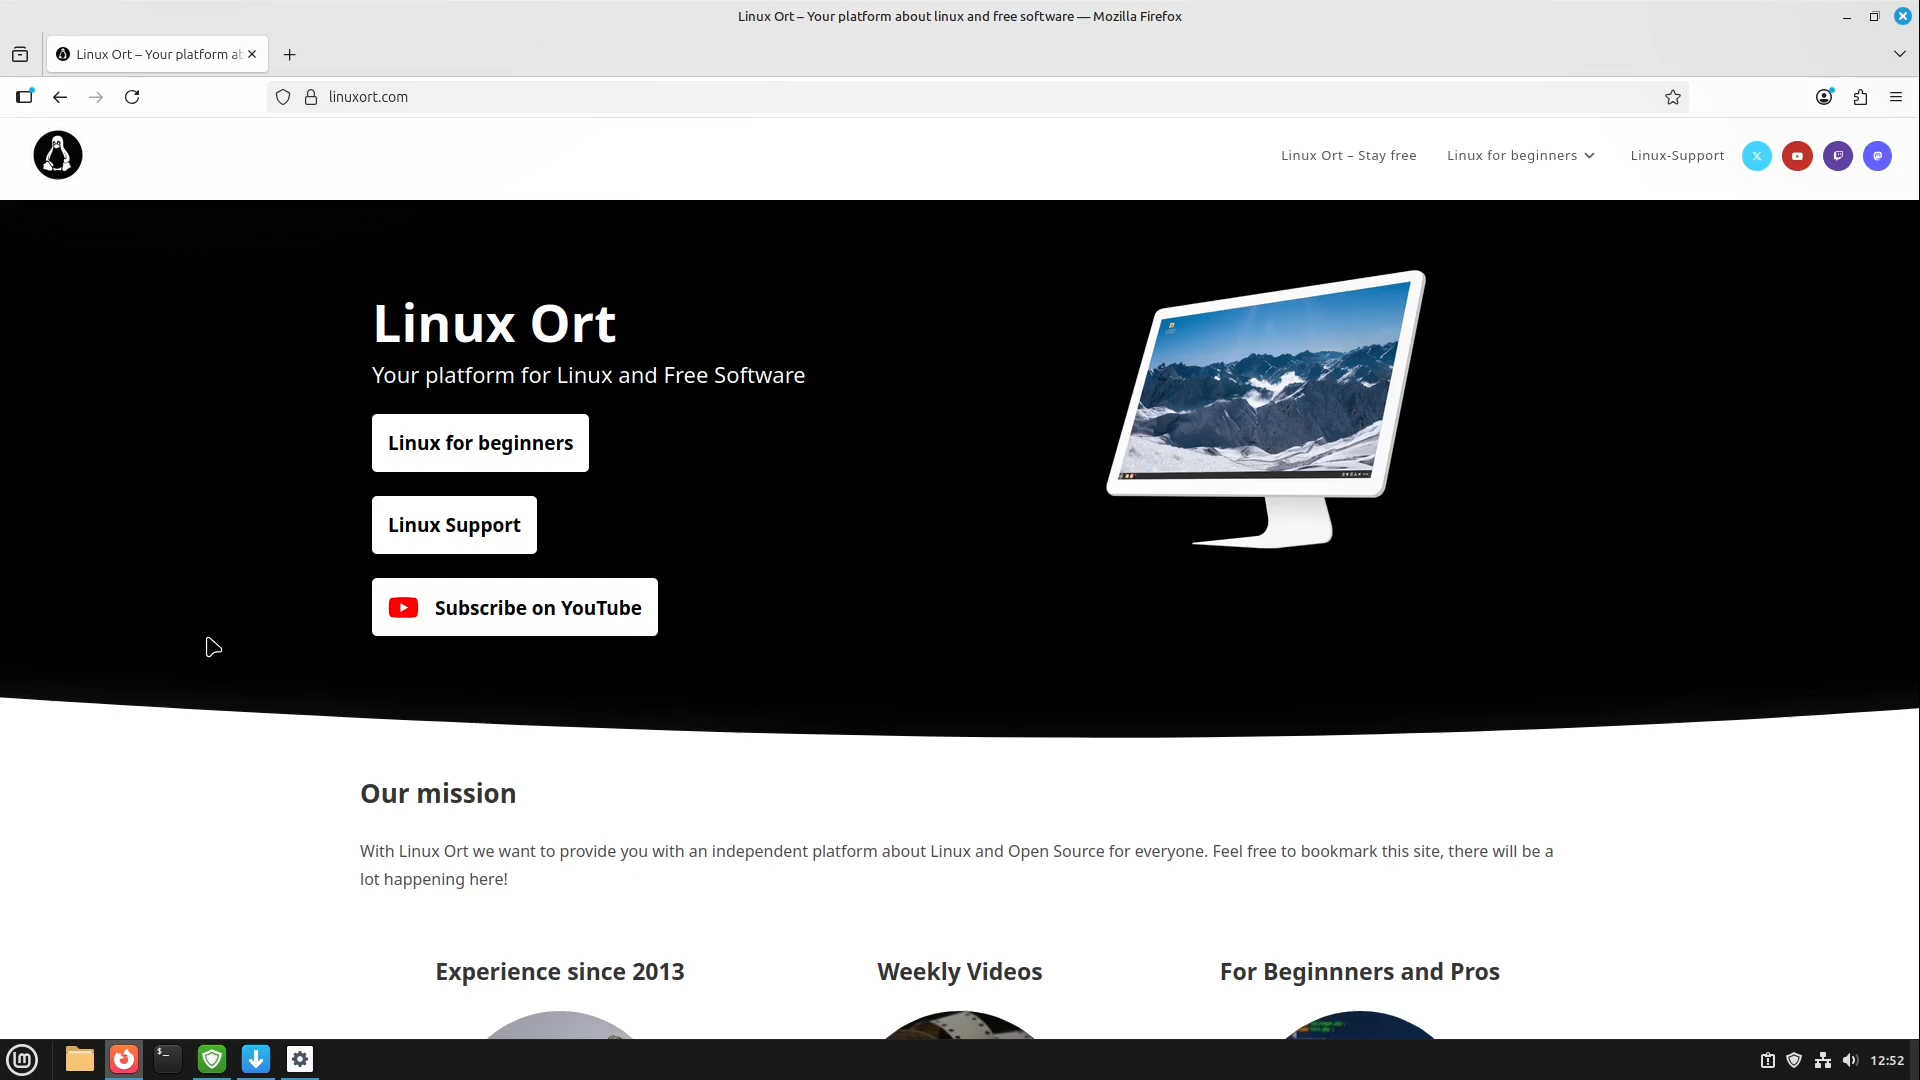 Linux Ort – Your platform about linux and free software — Mozilla Firefox
Linux Ort – Your platform ab
linuxort.com
Linux Ort – Stay free
Linux for beginners
Linux-Support
Linux Ort
Your platform for Linux and Free Software
Linux for beginners
Linux Support
Subscribe on YouTube
Our mission
With Linux Ort we want to provide you with an independent platform about Linux and Open Source for everyone. Feel free to bookmark this site, there will be a
lot happening here!
Experience since 2013
Weekly Videos
For Beginnners and Pros
12:52